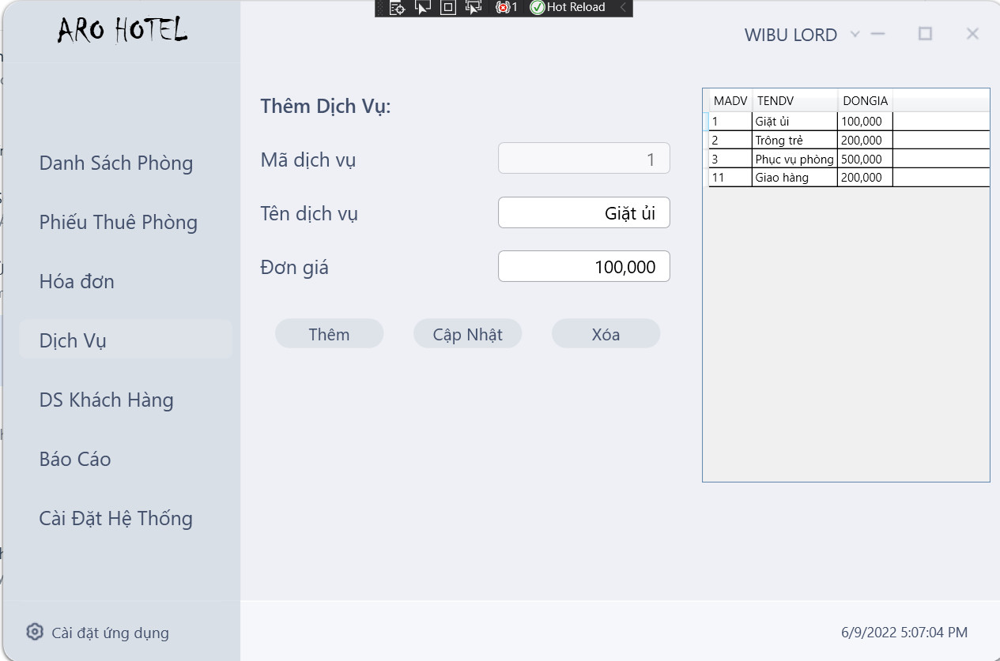 1 Hot Reload
ARO HOTEL
WIBU LORD
Danh Sách Phòng
Phiếu Thuê Phòng
Hóa đơn
Dịch Vụ
DS Khách Hàng
Báo Cáo
Cài Đặt Hệ Thống
Cài đặt ứng dụng
Thêm Dịch Vụ:
Mã dịch vụ 1
Tên dịch vụ Giặt ủi
Đơn giá 100,000
Thêm Cập Nhật Xóa
MADV TENDV DONGIA
1 Giặt ủi 100,000
2 Trông trẻ 200,000
3 Phục vụ phòng 500,000
11 Giao hàng 200,000
6/9/2022 5:07:04 PM